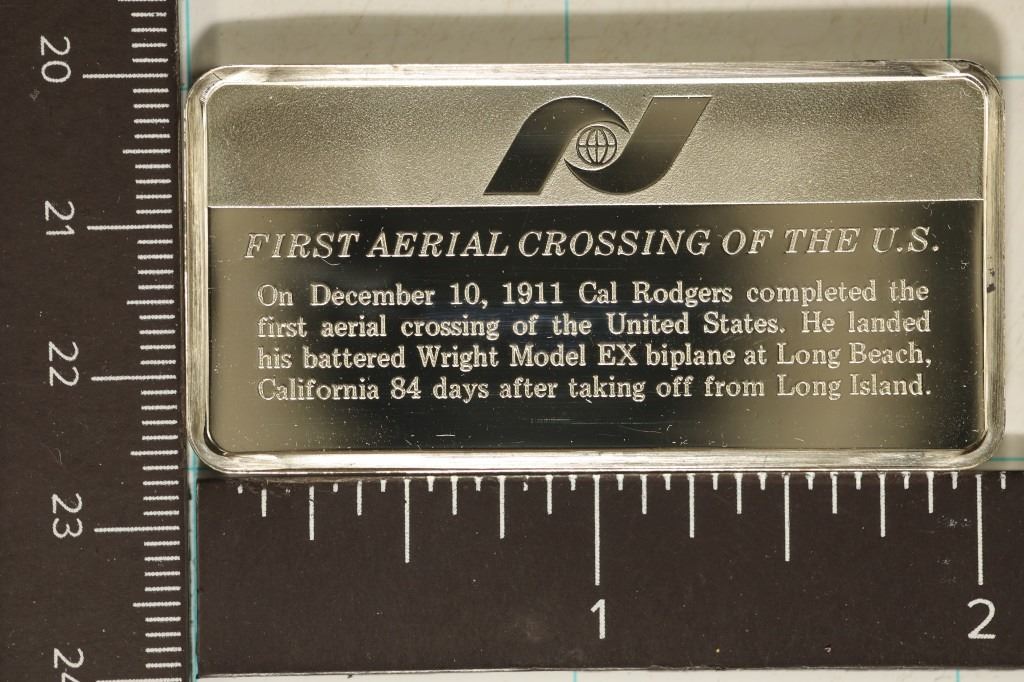 FIRST AERIAL CROSSING OF THE U.S.
On December 10, 1911 Cal Rodgers completed the
first aerial crossing of the United States. He landed
his battered Wright Model EX biplane at Long Beach,
California 84 days after taking off from Long Island.
20
21
22
23
24
1
2